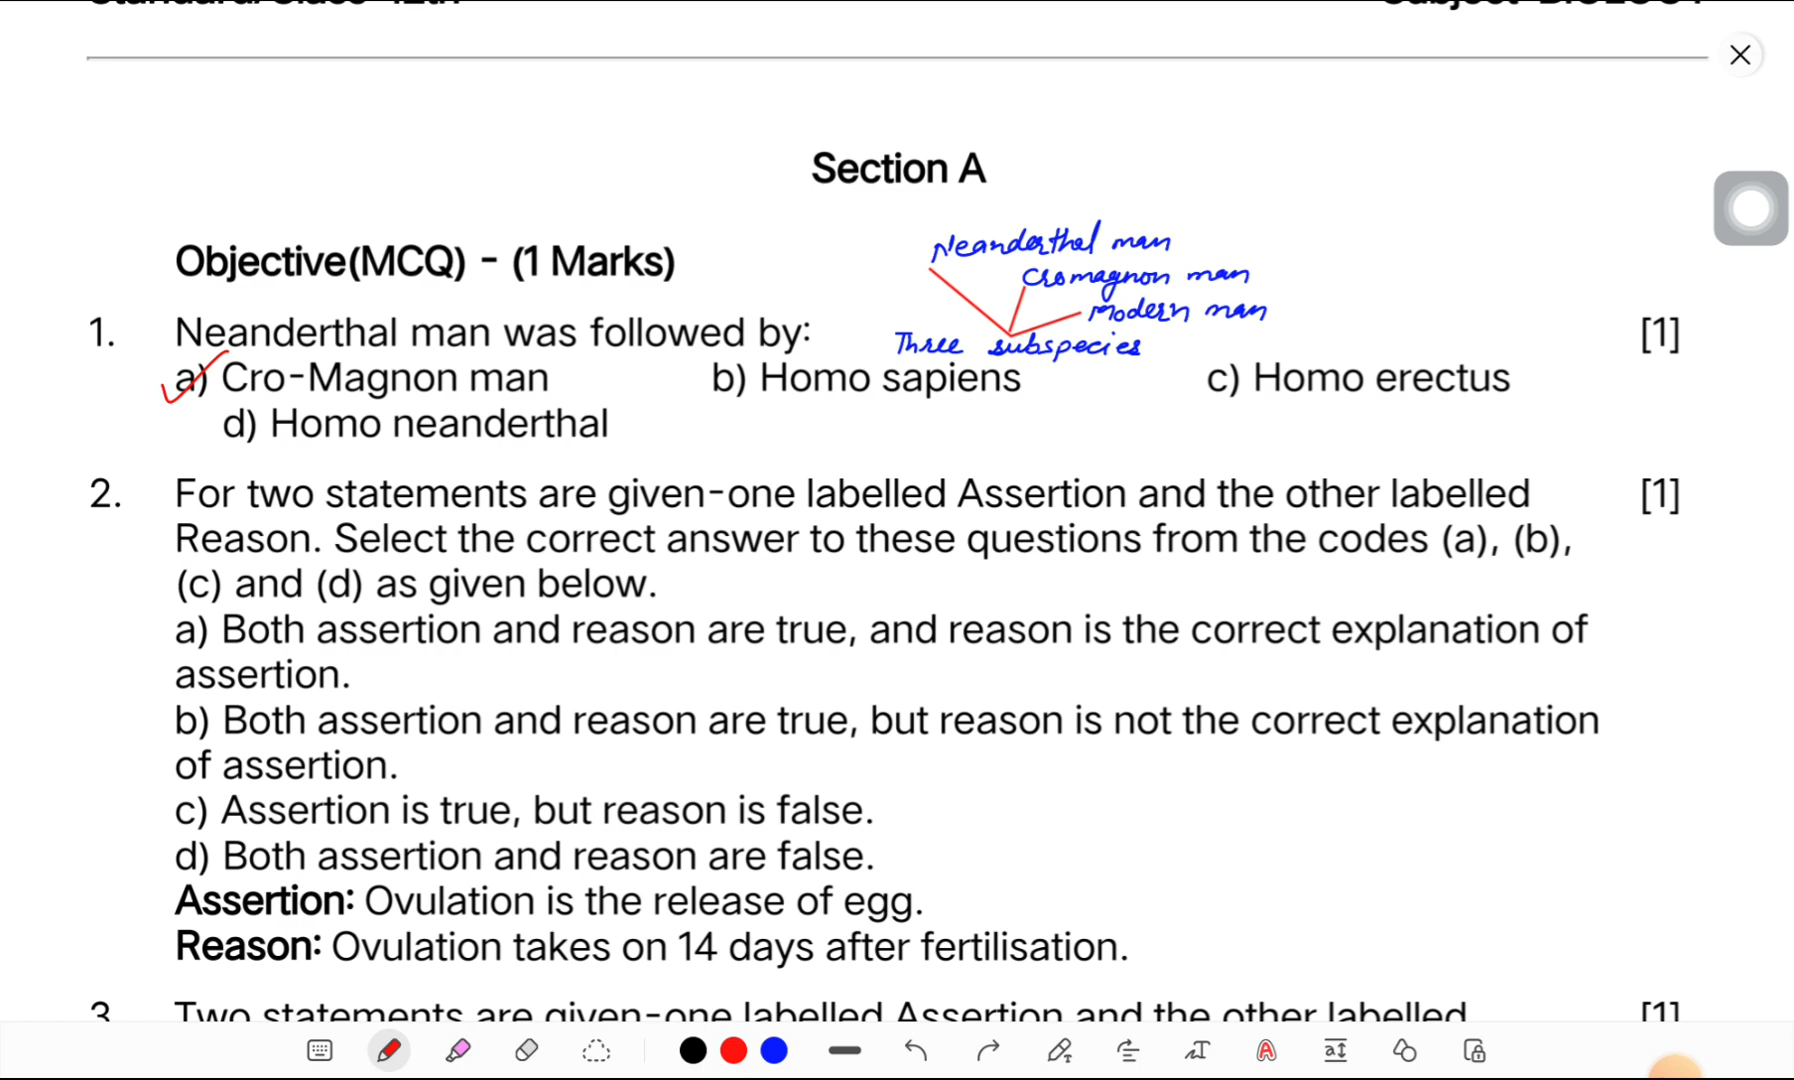 Section A
Objective(MCQ) - (1 Marks)
Neanderthal man
Cromagnon man
Modern man
Three subspecies
1. Neanderthal man was followed by: [1]
a) Cro-Magnon man b) Homo sapiens c) Homo erectus
d) Homo neanderthal
2. For two statements are given-one labelled Assertion and the other labelled [1]
Reason. Select the correct answer to these questions from the codes (a), (b),
(c) and (d) as given below.
a) Both assertion and reason are true, and reason is the correct explanation of
assertion.
b) Both assertion and reason are true, but reason is not the correct explanation
of assertion.
c) Assertion is true, but reason is false.
d) Both assertion and reason are false.
Assertion: Ovulation is the release of egg.
Reason: Ovulation takes on 14 days after fertilisation.
3 Two statements are given-one labelled Assertion and the other labelled [1]